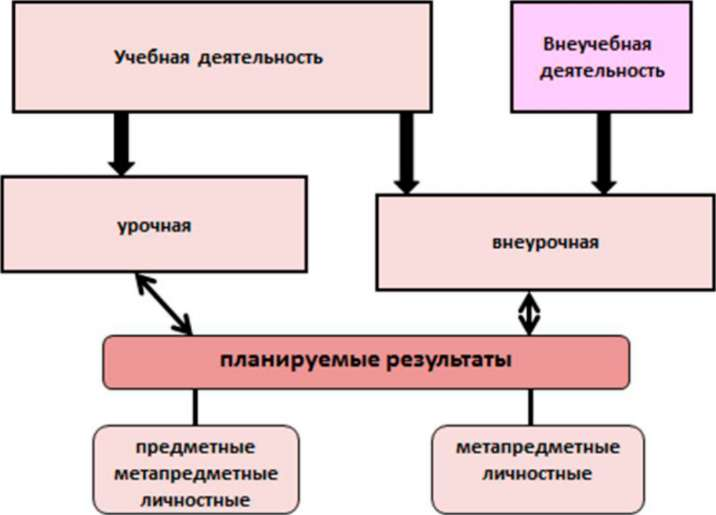 Учебная деятельность
Внеучебная
деятельность
урочная
внеурочная
планируемые результаты
предметные
метапредметные
личностные
метапредметные
личностные